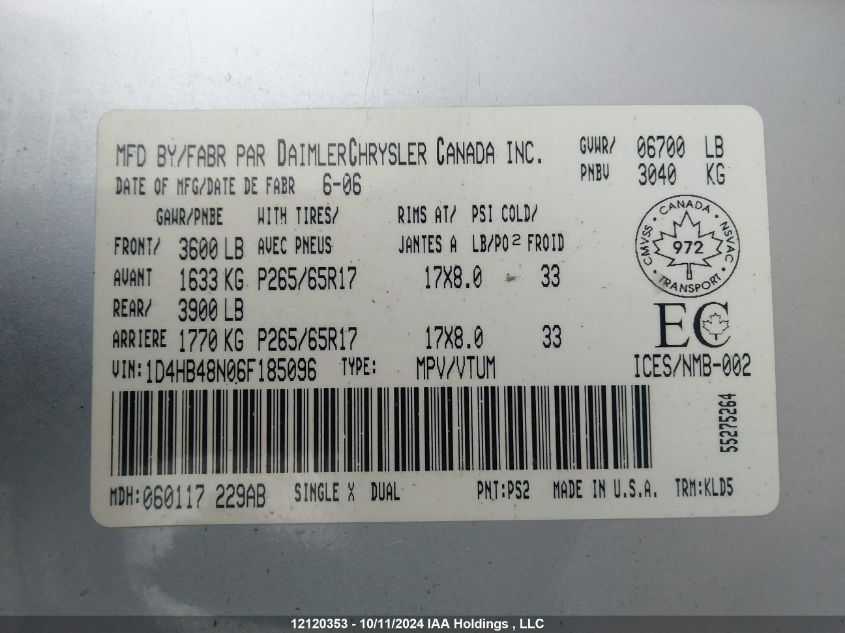 MFD BY/FABR PAR DAIMLERCHRYSLER CANADA INC. GVWR/ 06700 LB
DATE OF MFG/DATE DE FABR 6-06 PNBV 3040 KG
GAWR/PNBE WITH TIRES/ RIMS AT/ PSI COLD/
FRONT/ 3600 LB AVEC PNEUS JANTES A LB/PO² FROID
AVANT 1633 KG P265/65R17 17X8.0 33
REAR/ 3900 LB
ARRIERE 1770 KG P265/65R17 17X8.0 33
CANADA
CMVSS 972 NSVAC
TRANSPORT
EC
VIN: 1D4HB48N06F185096 TYPE: MPV/VTUM ICES/NMB-002
55275264
MDH: 060117 229AB SINGLE X DUAL PNT:PS2 MADE IN U.S.A. TRM:KLD5
12120353 - 10/11/2024 IAA Holdings , LLC